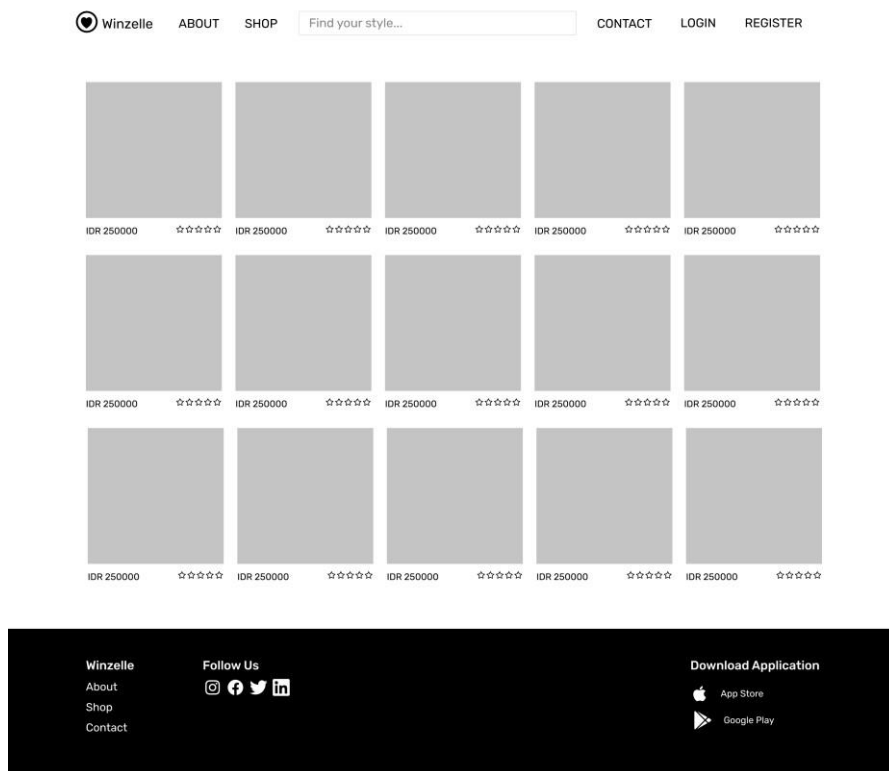 Winzelle ABOUT SHOP Find your style... CONTACT LOGIN REGISTER
IDR 250000 IDR 250000 IDR 250000 IDR 250000 IDR 250000
IDR 250000 IDR 250000 IDR 250000 IDR 250000 IDR 250000
IDR 250000 IDR 250000 IDR 250000 IDR 250000 IDR 250000
Winzelle Follow Us Download Application
About App Store
Shop Google Play
Contact